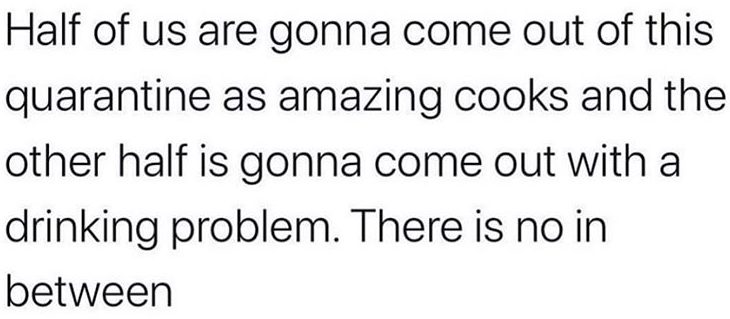 Half of us are gonna come out of this
quarantine as amazing cooks and the
other half is gonna come out with a
drinking problem. There is no in
between